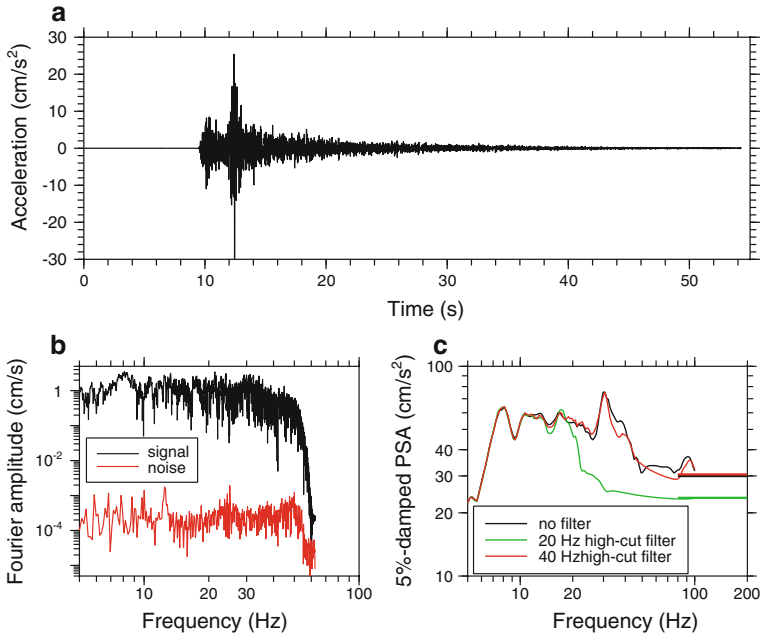 a
Acceleration (cm/s²)
30
20
10
0
-10
-20
-30
0
10
20
30
40
50
Time (s)
b
Fourier amplitude (cm/s)
1
10⁻²
10⁻⁴
signal
noise
10
20
30
100
Frequency (Hz)
c
5%-damped PSA (cm/s²)
100
40
30
20
10
no filter
20 Hz high-cut filter
40 Hzhigh-cut filter
10
20
100
200
Frequency (Hz)